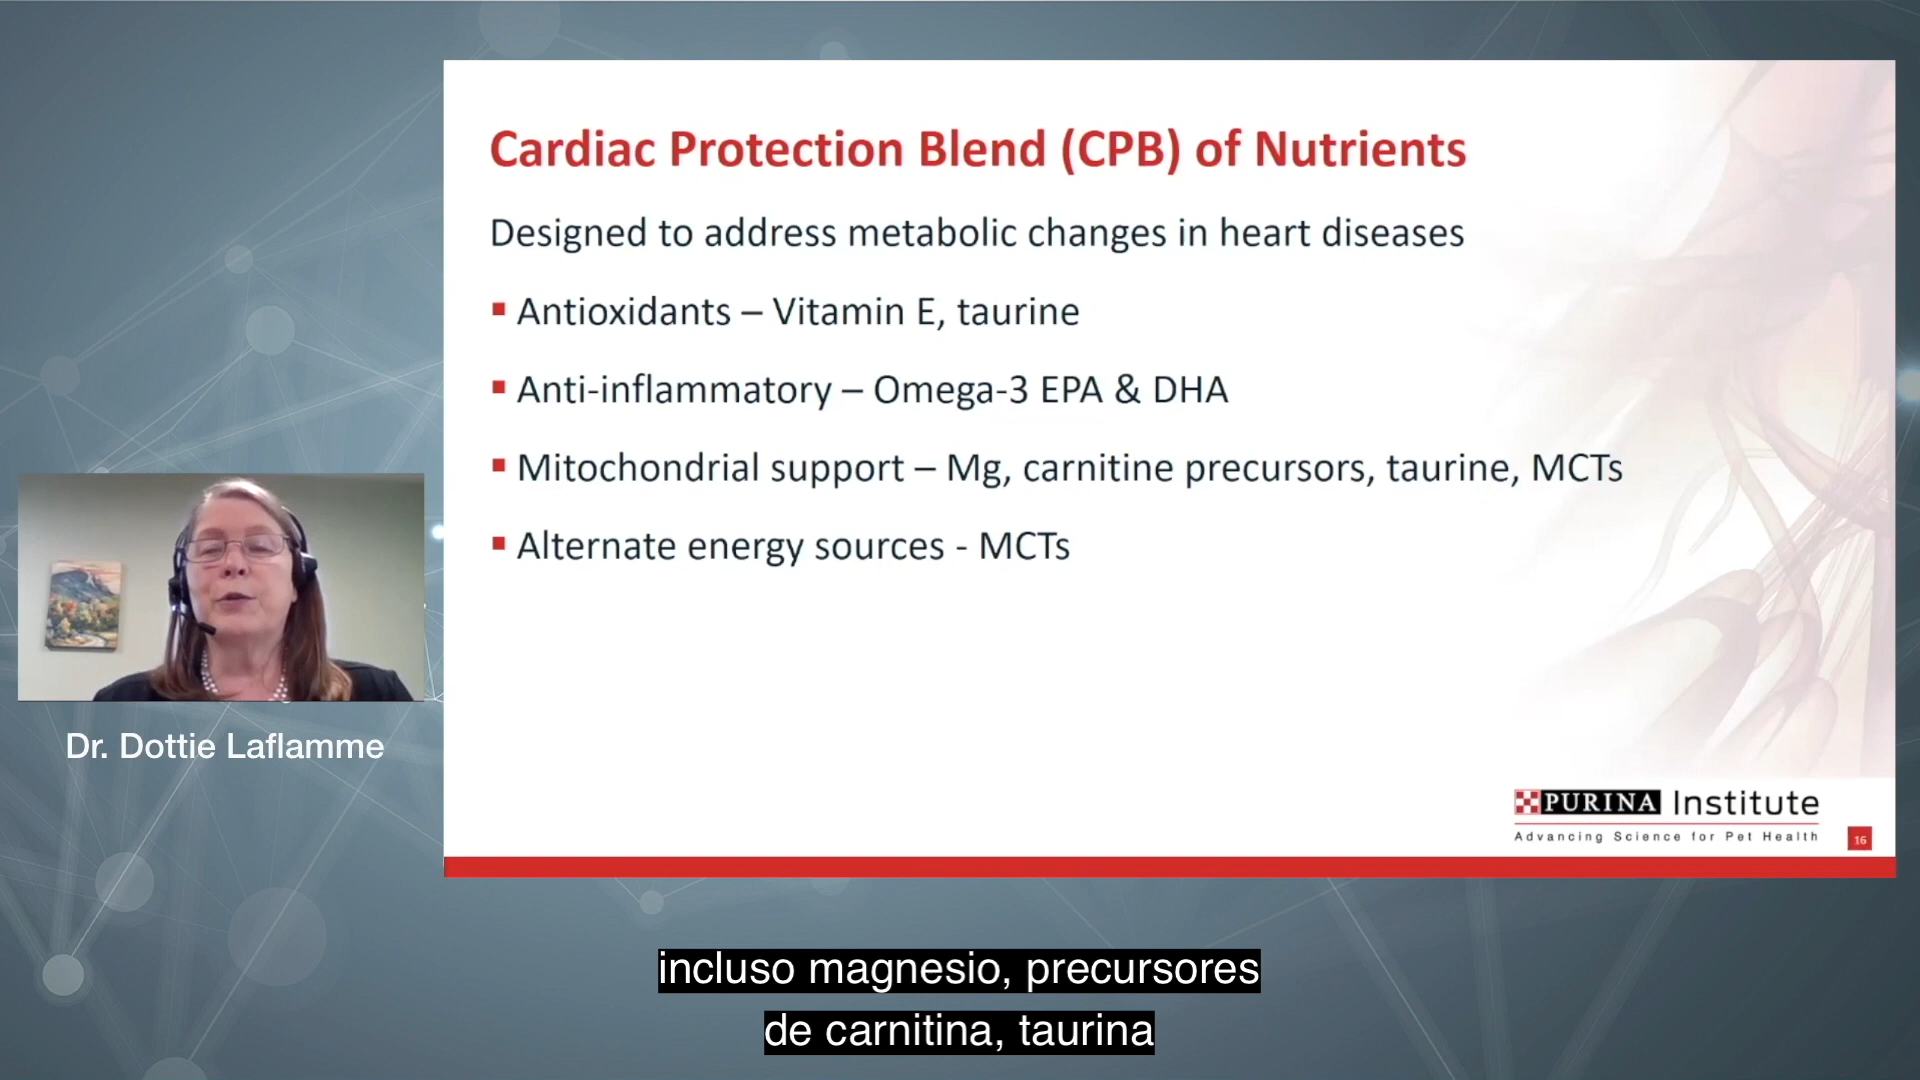 Cardiac Protection Blend (CPB) of Nutrients
Designed to address metabolic changes in heart diseases
▪ Antioxidants – Vitamin E, taurine
▪ Anti-inflammatory – Omega-3 EPA & DHA
▪ Mitochondrial support – Mg, carnitine precursors, taurine, MCTs
▪ Alternate energy sources - MCTs
Dr. Dottie Laflamme
PURINA Institute
Advancing Science for Pet Health
16
incluso magnesio, precursores
de carnitina, taurina